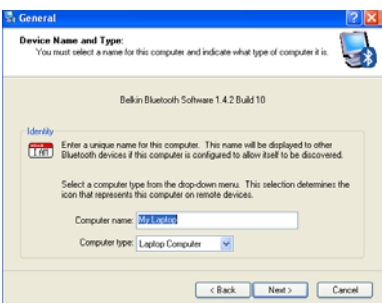 General
Device Name and Type:
You must select a name for this computer and indicate what type of computer it is.
Belkin Bluetooth Software 1.4.2 Build 10
Identity
I AM
Enter a unique name for this computer. This name will be displayed to other
Bluetooth devices if this computer is configured to allow itself to be discovered.
Select a computer type from the drop-down menu. This selection determines the
icon that represents this computer on remote devices.
Computer name: My Laptop
Computer type: Laptop Computer
< Back Next > Cancel